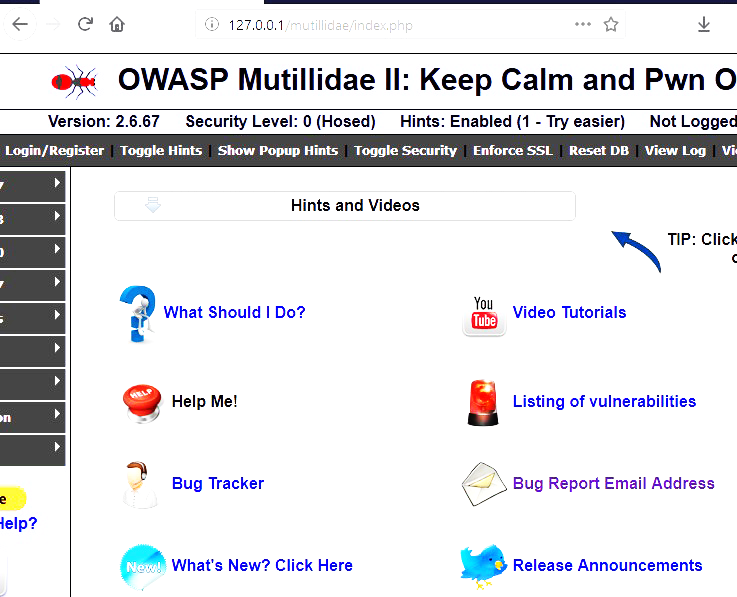 127.0.0.1/mutillidae/index.php
OWASP Mutillidae II: Keep Calm and Pwn O
Version: 2.6.67 Security Level: 0 (Hosed) Hints: Enabled (1 - Try easier) Not Logged
Login/Register | Toggle Hints | Show Popup Hints | Toggle Security | Enforce SSL | Reset DB | View Log |
Hints and Videos
TIP: Click
What Should I Do?
You Tube
Video Tutorials
HELP
Help Me!
Listing of vulnerabilities
Bug Tracker
Bug Report Email Address
Help?
New!
What's New? Click Here
Release Announcements